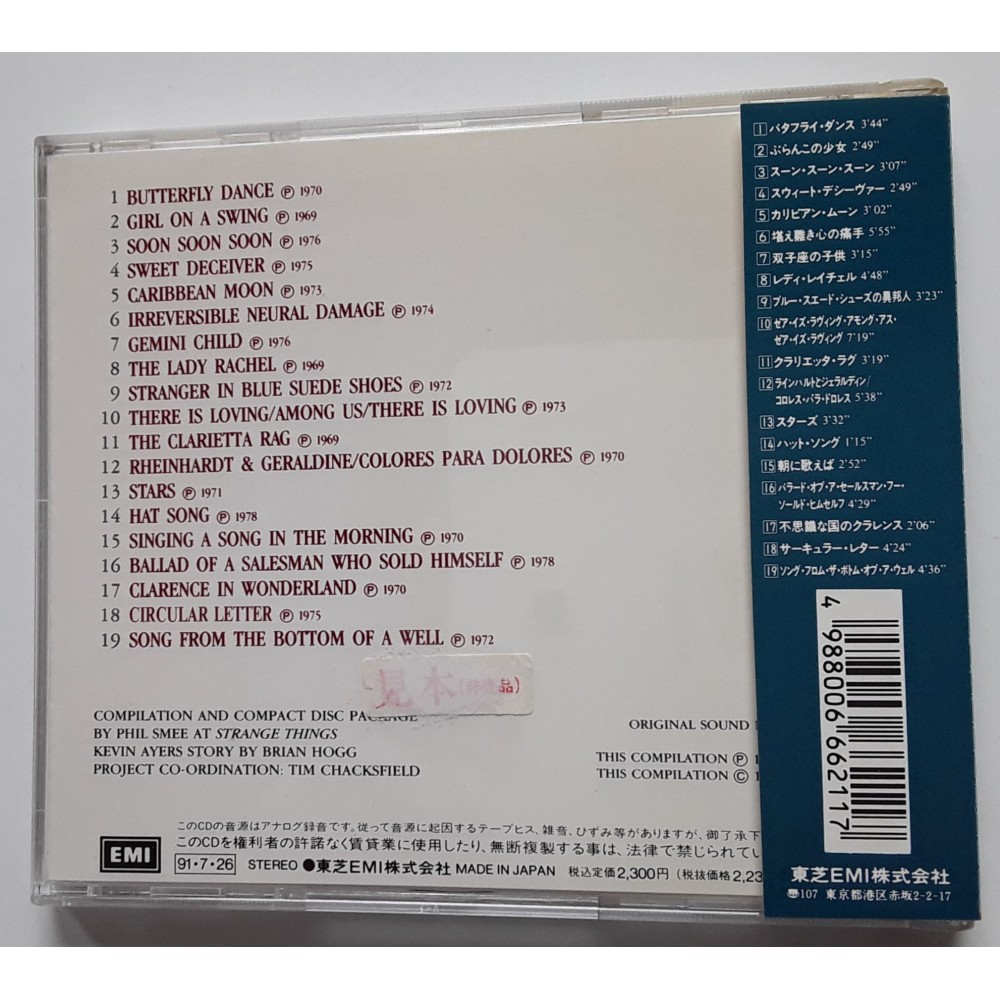 1 BUTTERFLY DANCE Ⓟ 1970
2 GIRL ON A SWING Ⓟ 1969
3 SOON SOON SOON Ⓟ 1976
4 SWEET DECEIVER Ⓟ 1975
5 CARIBBEAN MOON Ⓟ 1973
6 IRREVERSIBLE NEURAL DAMAGE Ⓟ 1974
7 GEMINI CHILD Ⓟ 1976
8 THE LADY RACHEL Ⓟ 1969
9 STRANGER IN BLUE SUEDE SHOES Ⓟ 1972
10 THERE IS LOVING/AMONG US/THERE IS LOVING Ⓟ 1973
11 THE CLARIETTA RAG Ⓟ 1969
12 RHEINHARDT & GERALDINE/COLORES PARA DOLORES Ⓟ 1970
13 STARS Ⓟ 1971
14 HAT SONG Ⓟ 1978
15 SINGING A SONG IN THE MORNING Ⓟ 1970
16 BALLAD OF A SALESMAN WHO SOLD HIMSELF Ⓟ 1978
17 CLARENCE IN WONDERLAND Ⓟ 1970
18 CIRCULAR LETTER Ⓟ 1975
19 SONG FROM THE BOTTOM OF A WELL Ⓟ 1972
見本
COMPILATION AND COMPACT DISC PACKAGE
BY PHIL SMEE AT STRANGE THINGS
KEVIN AYERS STORY BY BRIAN HOGG
PROJECT CO-ORDINATION: TIM CHACKSFIELD
ORIGINAL SOUND
THIS COMPILATION Ⓟ 1
THIS COMPILATION Ⓒ 1
このCDの音源はアナログ録音です。従って音源に起因するテープヒス、雑音、ひずみ等がありますが、御了承下
このCDを権利者の許諾なく賃貸業に使用したり、無断複製する事は、法律で禁じられてい
EMI
91・7・26 STEREO ●東芝EMI株式会社 MADE IN JAPAN 税込定価2,300円 (税抜価格2,23
1 バタフライ・ダンス 3’44”
2 ぶらんこの少女 2’49”
3 スーン・スーン・スーン 3’07”
4 スウィート・デシーヴァー 2’49”
5 カリビアン・ムーン 3’02”
6 堪え難き心の痛手 5’55”
7 双子座の子供 3’15”
8 レディ・レイチェル 4’48”
9 ブルー・スエード・シューズの異邦人 3’23”
10 ゼア・イズ・ラヴィング・アモング・アス・
ゼア・イズ・ラヴィング 7’19”
11 クラリエッタ・ラグ 3’19”
12 ラインハルトとジェラルディン/
コロレス・パラ・ドロレス 5’38”
13 スターズ 3’32”
14 ハット・ソング 1’15”
15 朝に歌えば 2’52”
16 バラード・オブ・ア・セールスマン・フー・
ソールド・ヒムセルフ 4’29”
17 不思議な国のクラレンス 2’06”
18 サーキュラー・レター 4’24”
19 ソング・フロム・ザ・ボトム・オブ・ア・ウェル 4’36”
4 988006 662117
東芝EMI株式会社
〠107 東京都港区赤坂2-2-17